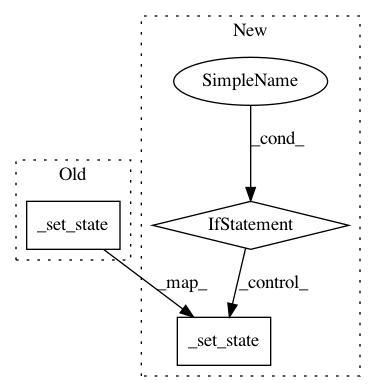 New
SimpleName
_cond_
Old
_set_state
IfStatement
_map_
_control_
_set_state